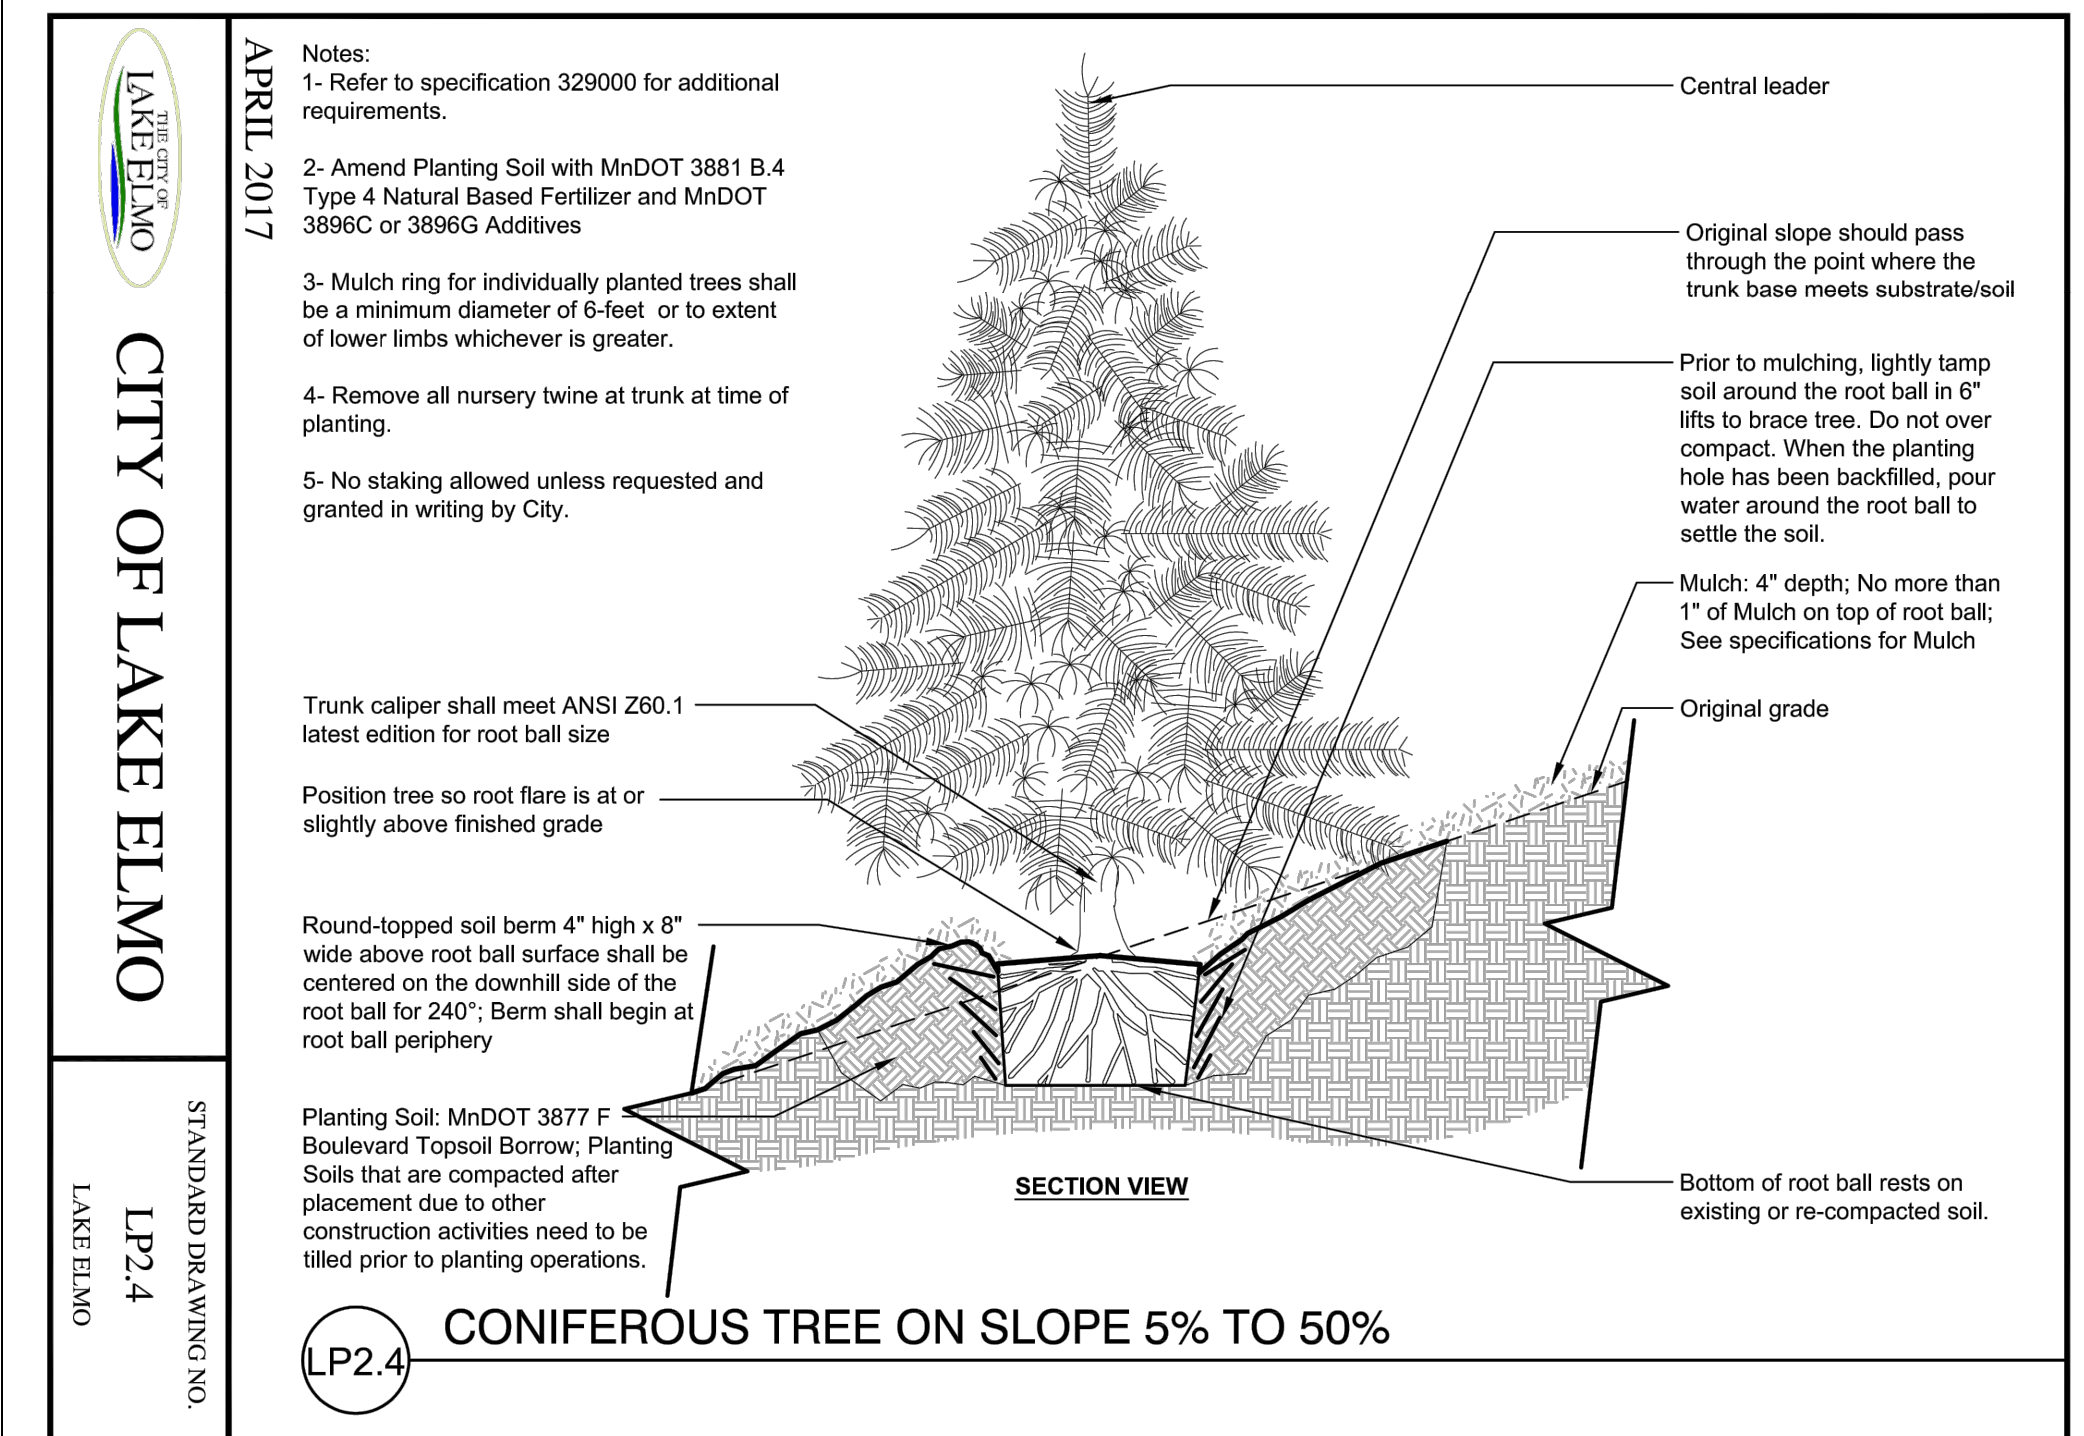 THE CITY OF
LAKE ELMO
CITY OF LAKE ELMO
STANDARD DRAWING NO.
LP2.4
LAKE ELMO
APRIL 2017
Notes:
1- Refer to specification 329000 for additional
requirements.
2- Amend Planting Soil with MnDOT 3881 B.4
Type 4 Natural Based Fertilizer and MnDOT
3896C or 3896G Additives
3- Mulch ring for individually planted trees shall
be a minimum diameter of 6-feet  or to extent
of lower limbs whichever is greater.
4- Remove all nursery twine at trunk at time of
planting.
5- No staking allowed unless requested and
granted in writing by City.
Trunk caliper shall meet ANSI Z60.1
latest edition for root ball size
Position tree so root flare is at or
slightly above finished grade
Round-topped soil berm 4" high x 8"
wide above root ball surface shall be
centered on the downhill side of the
root ball for 240°; Berm shall begin at
root ball periphery
Planting Soil: MnDOT 3877 F
Boulevard Topsoil Borrow; Planting
Soils that are compacted after
placement due to other
construction activities need to be
tilled prior to planting operations.
Central leader
Original slope should pass
through the point where the
trunk base meets substrate/soil
Prior to mulching, lightly tamp
soil around the root ball in 6"
lifts to brace tree. Do not over
compact. When the planting
hole has been backfilled, pour
water around the root ball to
settle the soil.
Mulch: 4" depth; No more than
1" of Mulch on top of root ball;
See specifications for Mulch
Original grade
Bottom of root ball rests on
existing or re-compacted soil.
SECTION VIEW
LP2.4
CONIFEROUS TREE ON SLOPE 5% TO 50%